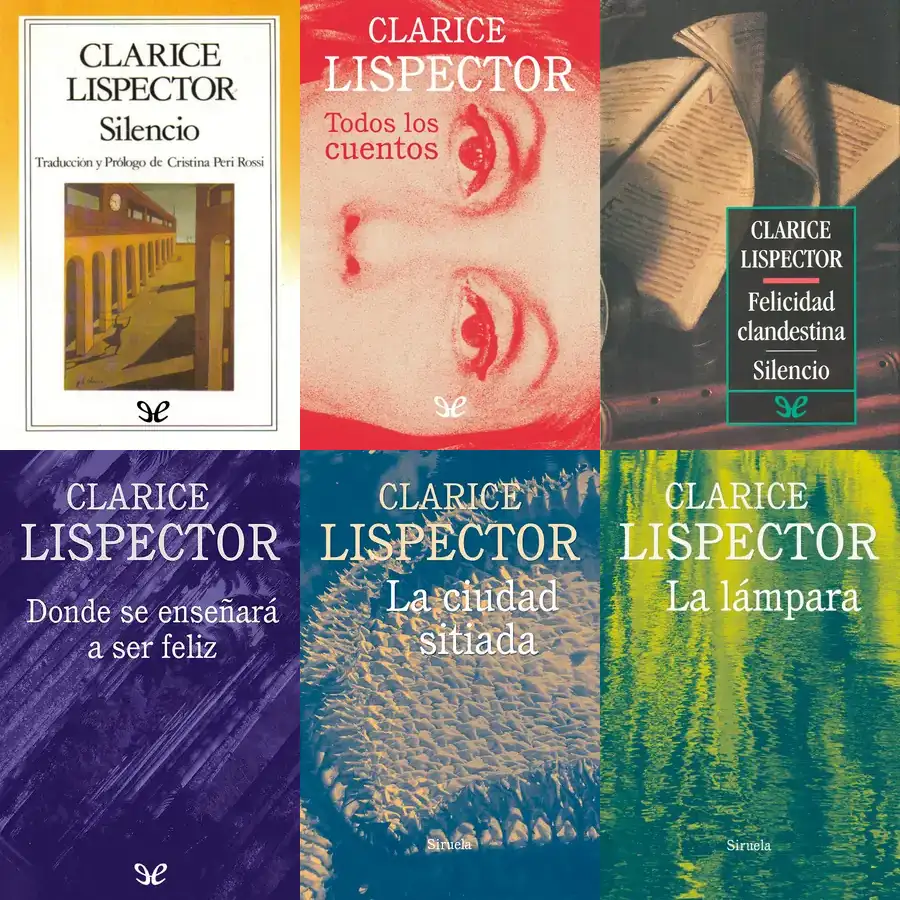 CLARICE
LISPECTOR
Silencio
Traducción y Prólogo de Cristina Peri Rossi
CLARICE
LISPECTOR
Todos los
cuentos
CLARICE
LISPECTOR
Felicidad
clandestina
Silencio
CLARICE
LISPECTOR
Donde se enseñará
a ser feliz
CLARICE
LISPECTOR
La ciudad
sitiada
Siruela
CLARICE
LISPECTOR
La lámpara
Siruela